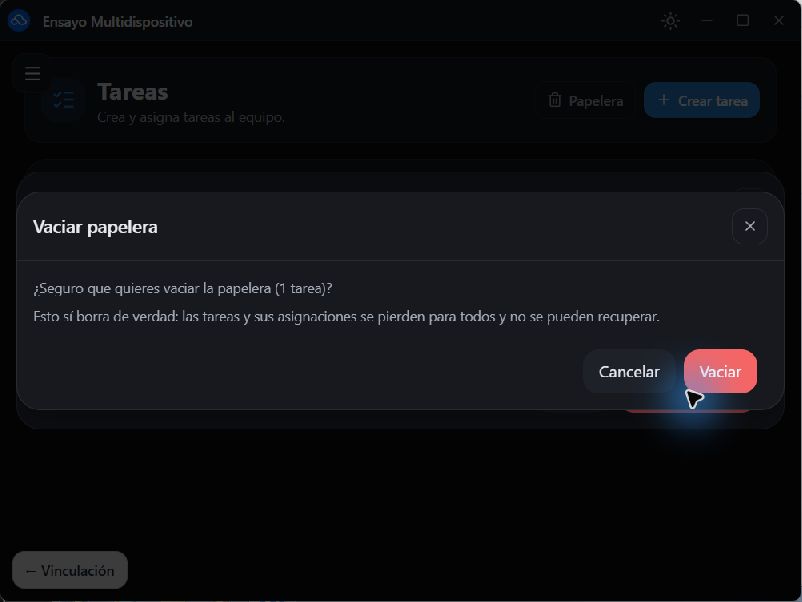 Ensayo Multidispositivo
Tareas
Crea y asigna tareas al equipo.
Papelera
+ Crear tarea
Vaciar papelera
¿Seguro que quieres vaciar la papelera (1 tarea)?
Esto sí borra de verdad: las tareas y sus asignaciones se pierden para todos y no se pueden recuperar.
Cancelar
Vaciar
← Vinculación